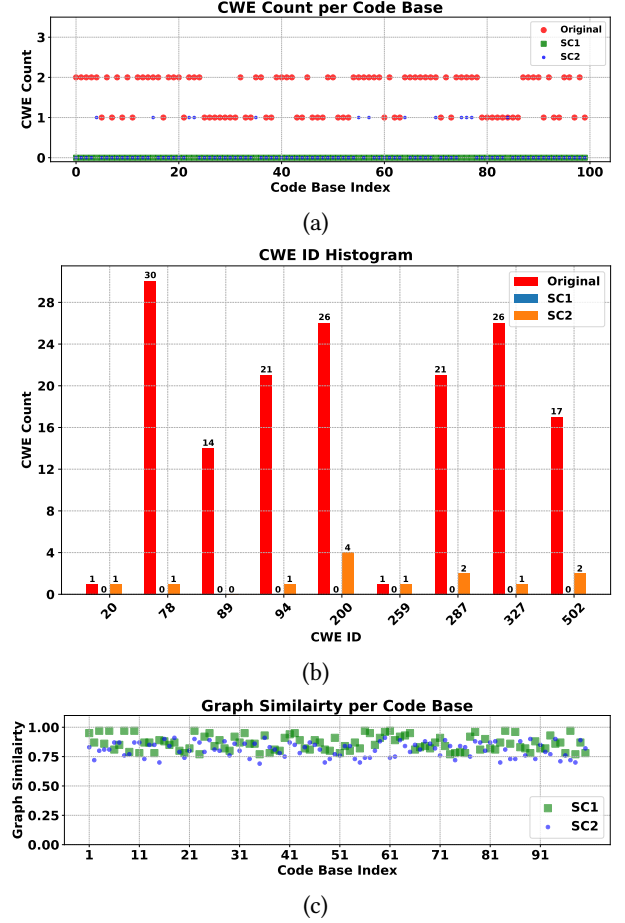 CWE Count per Code Base
CWE Count
3
2
1
0
Original
SC1
SC2
0 20 40 60 80 100
Code Base Index
(a)
CWE ID Histogram
CWE Count
28
24
20
16
12
8
4
0
Original
SC1
SC2
1 0 1
30 0 1
14 0 0
21 0 1
26 0 4
1 0 1
21 0 2
26 0 1
17 0 2
20 78 89 94 200 259 287 327 502
CWE ID
(b)
Graph Similairty per Code Base
Graph Similairty
1.00
0.75
0.50
0.25
0.00
SC1
SC2
1 11 21 31 41 51 61 71 81 91
Code Base Index
(c)